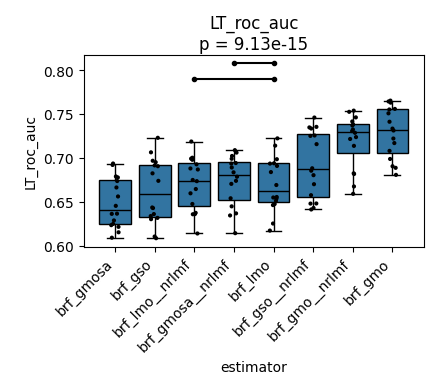 LT_roc_auc
p = 9.13e-15
0.80
0.75
0.70
0.65
0.60
LT_roc_auc
brf_gmosa
brf_gso
brf_lmo__nrlmf
brf_gmosa__nrlmf
brf_lmo
brf_gso__nrlmf
brf_gmo__nrlmf
brf_gmo
estimator